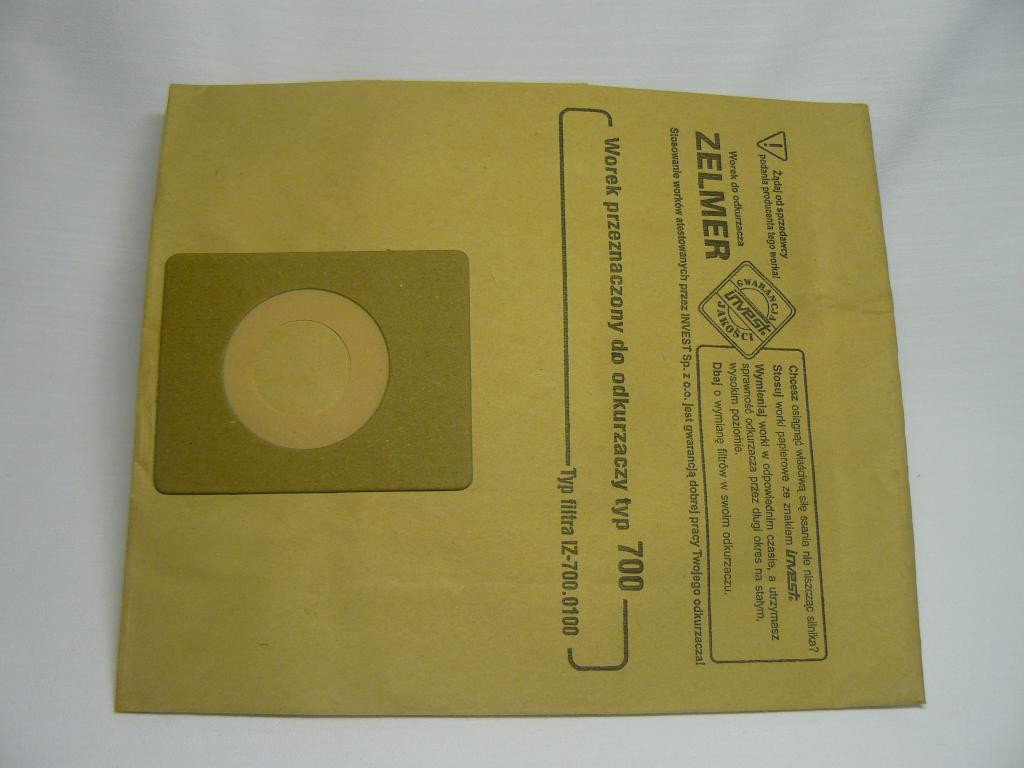 Żądaj od sprzedawcy
podania producenta tego worka!
Worek do odkurzacza
ZELMER
GWARANCJA
invest
JAKOŚCI
Chcesz osiągnąć właściwą siłę ssania nie niszcząc silnika?
Stosuj worki papierowe ze znakiem invest.
Wymieniaj worki w odpowiednim czasie, a utrzymasz
sprawność odkurzacza przez długi okres na stałym,
wysokim poziomie.
Dbaj o wymianę filtrów w swoim odkurzaczu.
Stosowanie worków atestowanych przez INVEST Sp. z o.o. jest gwarancją dobrej pracy Twojego odkurzacza!
Worek przeznaczony do odkurzaczy typ 700
Typ filtra IZ-700.0100